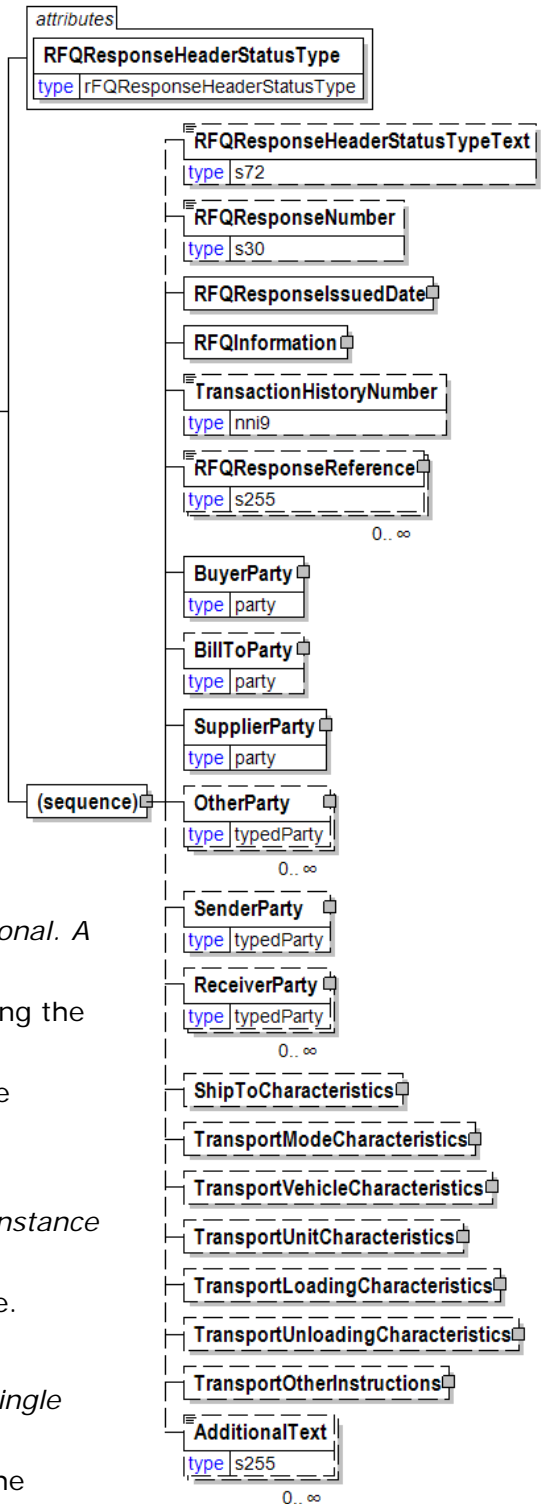 attributes
RFQResponseHeaderStatusType
type rFQResponseHeaderStatusType
RFQResponseHeaderStatusTypeText
type s72
RFQResponseNumber
type s30
RFQResponseIssuedDate
RFQInformation
TransactionHistoryNumber
type nni9
RFQResponseReference
type s255
0.. ∞
BuyerParty
type party
BillToParty
type party
SupplierParty
type party
(sequence)
OtherParty
type typedParty
0.. ∞
SenderParty
type typedParty
ReceiverParty
type typedParty
0.. ∞
ShipToCharacteristics
TransportModeCharacteristics
TransportVehicleCharacteristics
TransportUnitCharacteristics
TransportLoadingCharacteristics
TransportUnloadingCharacteristics
TransportOtherInstructions
AdditionalText
type s255
0.. ∞
onal. A
ng the
e
nstance
e.
ingle
ne